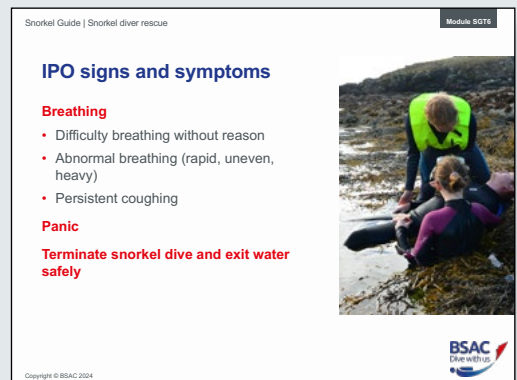 Snorkel Guide | Snorkel diver rescue
Module SGT6
IPO signs and symptoms
Breathing
• Difficulty breathing without reason
• Abnormal breathing (rapid, uneven,
heavy)
• Persistent coughing
Panic
Terminate snorkel dive and exit water
safely
BSAC
Dive with us
Copyright © BSAC 2024